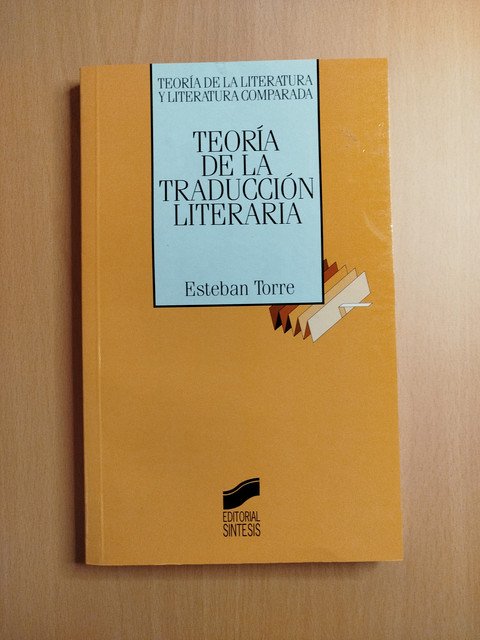 TEORÍA DE LA LITERATURA
Y LITERATURA COMPARADA
TEORÍA
DE LA
TRADUCCIÓN
LITERARIA
Esteban Torre
EDITORIAL
SINTESIS